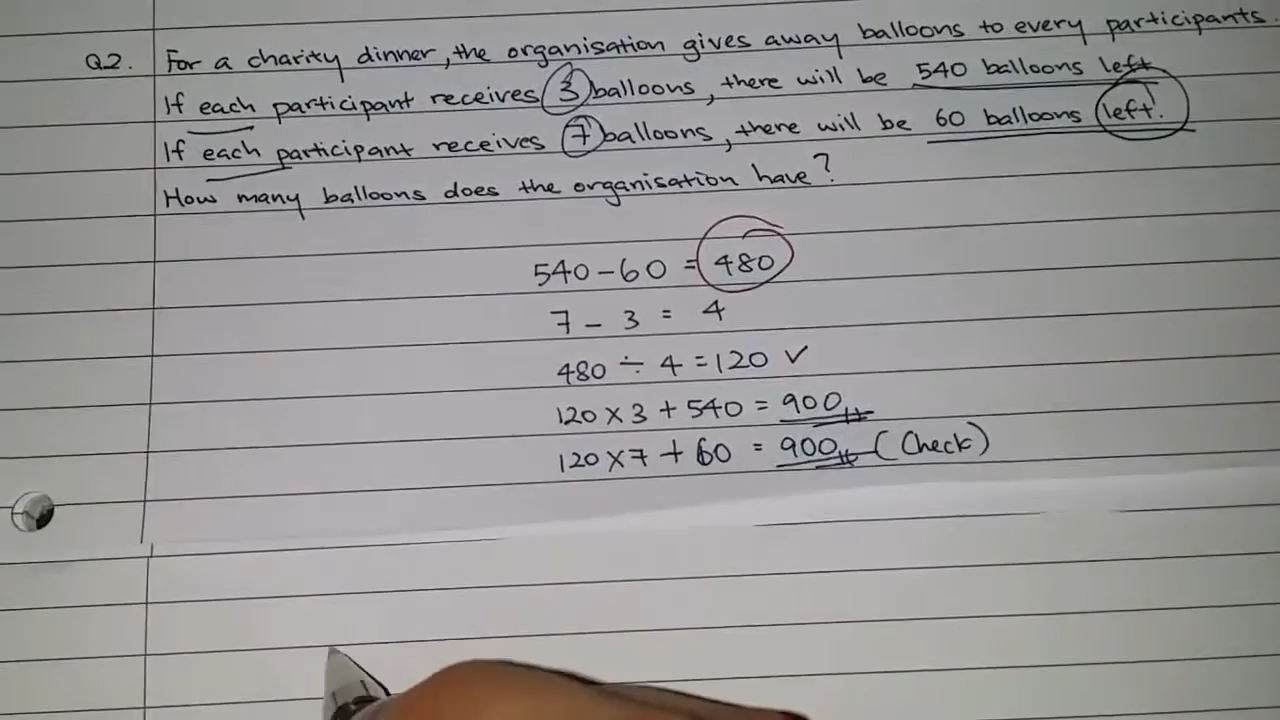 Q2. For a charity dinner, the organisation gives away balloons to every participants.
If each participant receives 3 balloons, there will be 540 balloons left
If each participant receives 7 balloons, there will be 60 balloons left.
How many balloons does the organisation have?
540 - 60 = 480
7 - 3 = 4
480 ÷ 4 = 120 ✓
120 × 3 + 540 = 900
120 × 7 + 60 = 900 (Check)